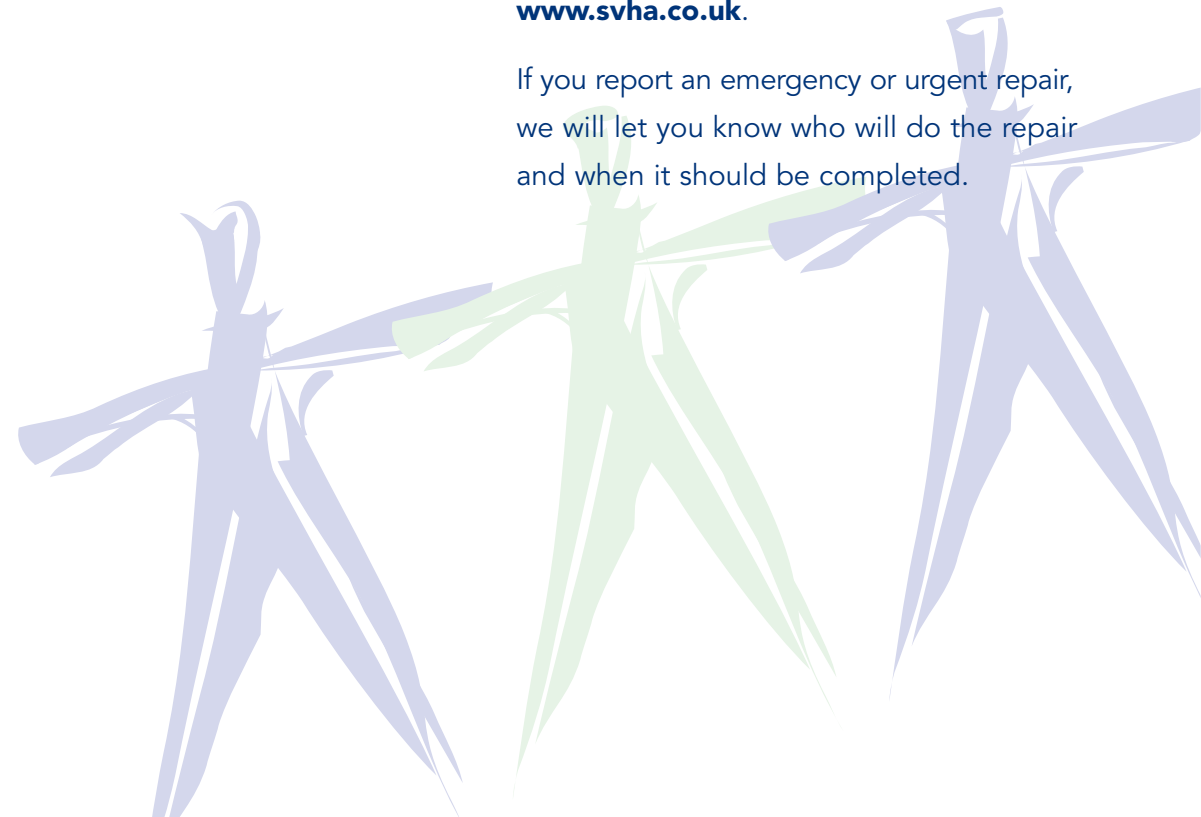 www.svha.co.uk.
If you report an emergency or urgent repair,
we will let you know who will do the repair
and when it should be completed.